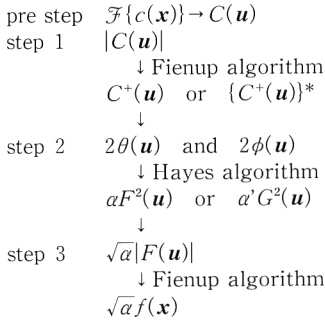 pre step ℱ{c(x)}→C(u)
step 1 |C(u)|
↓ Fienup algorithm
C⁺(u) or {C⁺(u)}*
↓
step 2 2θ(u) and 2ϕ(u)
↓ Hayes algorithm
αF²(u) or α'G²(u)
↓
step 3 √α|F(u)|
↓ Fienup algorithm
√αf(x)